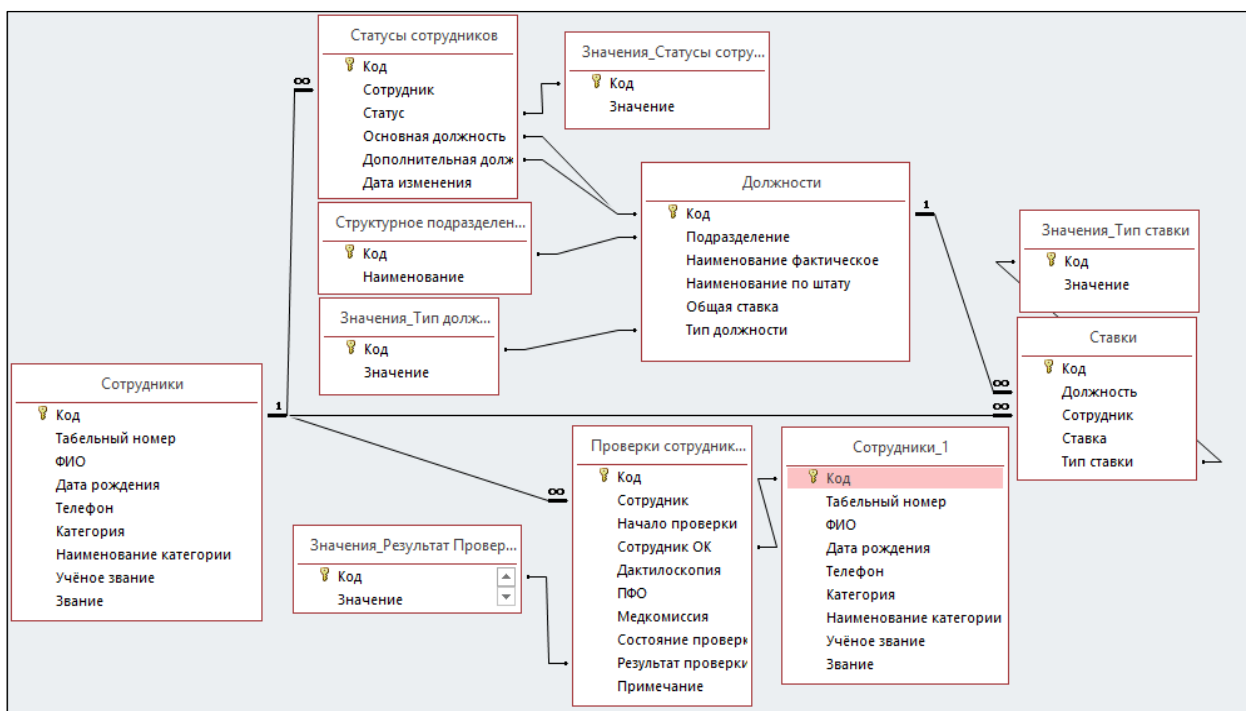 Статусы сотрудников
Код
Сотрудник
Статус
Основная должность
Дополнительная долж
Дата изменения
Значения_Статусы сотру...
Код
Значение
Структурное подразделен...
Код
Наименование
Значения_Тип долж...
Код
Значение
Должности
Код
Подразделение
Наименование фактическое
Наименование по штату
Общая ставка
Тип должности
1
Значения_Тип ставки
Код
Значение
Ставки
Код
Должность
Сотрудник
Ставка
Тип ставки
Сотрудники
Код
Табельный номер
ФИО
Дата рождения
Телефон
Категория
Наименование категории
Учёное звание
Звание
1
∞
∞
∞
∞
Проверки сотрудник...
Код
Сотрудник
Начало проверки
Сотрудник ОК
Дактилоскопия
ПФО
Медкомиссия
Состояние проверк
Результат проверки
Примечание
Сотрудники_1
Код
Табельный номер
ФИО
Дата рождения
Телефон
Категория
Наименование категории
Учёное звание
Звание
Значения_Результат Провер...
Код
Значение